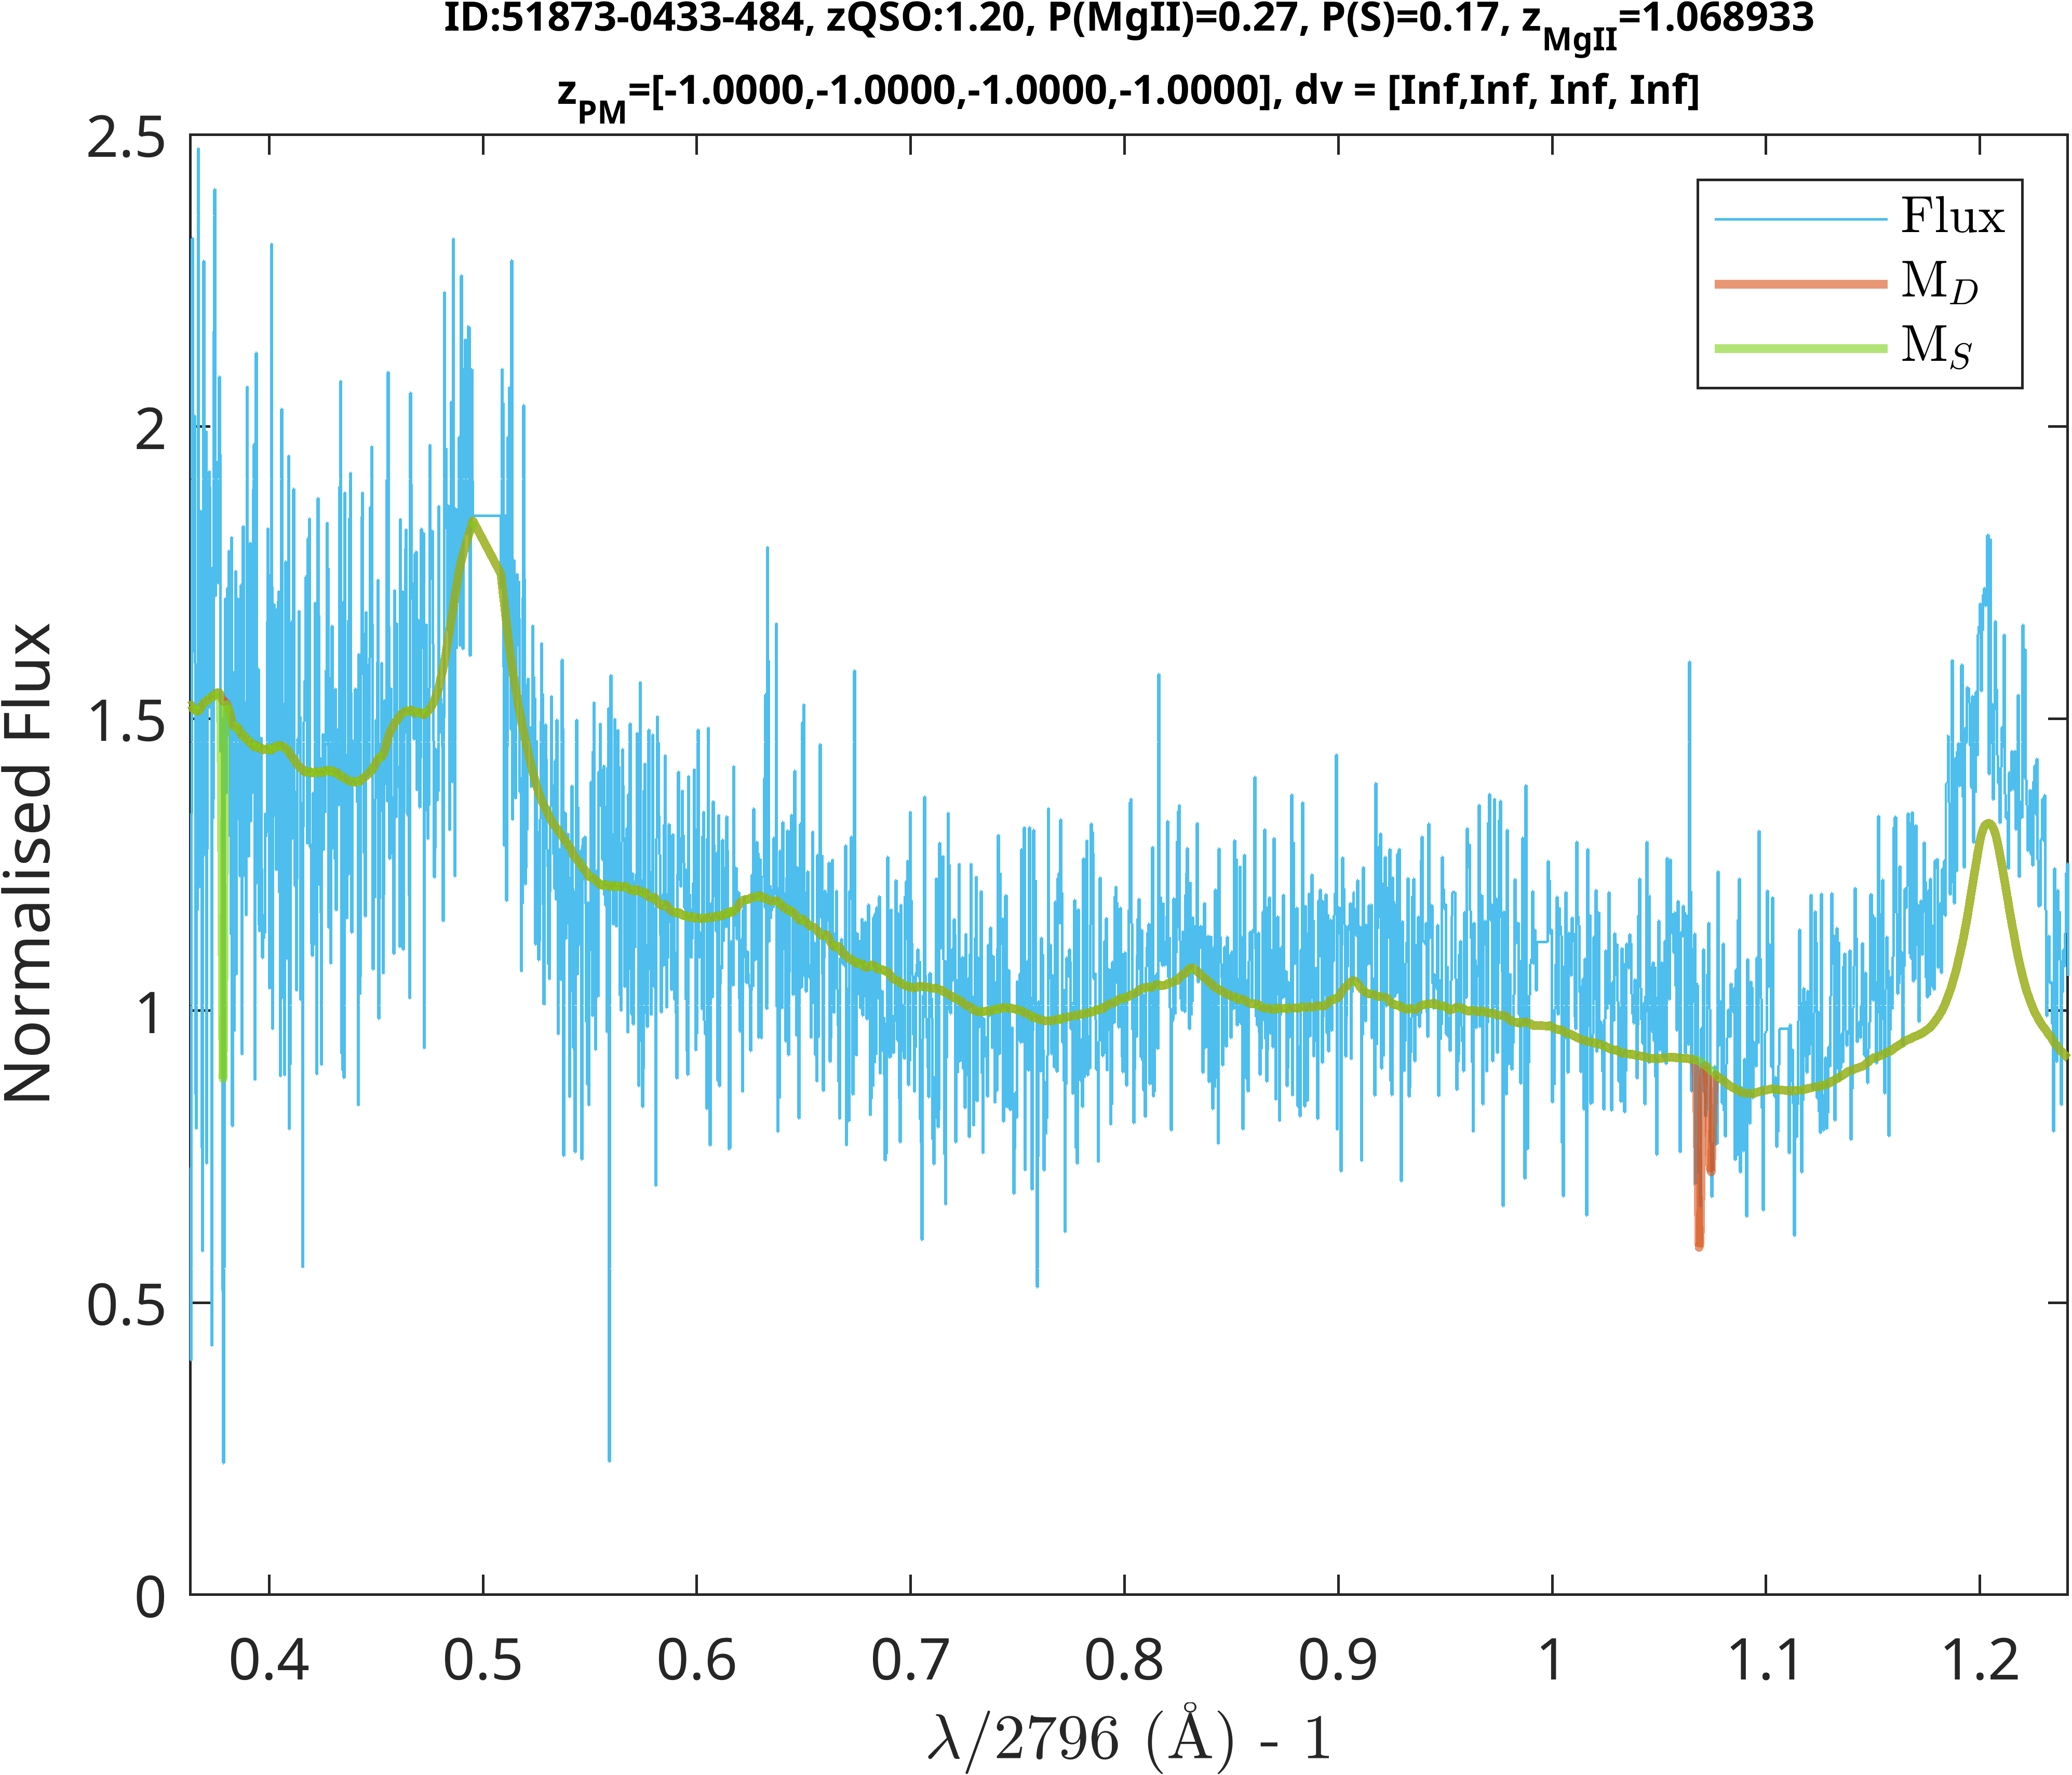 ID:51873-0433-484, zQSO:1.20, P(MgII)=0.27, P(S)=0.17, zMgII=1.068933
zPM=[-1.0000,-1.0000,-1.0000,-1.0000], dv = [Inf,Inf, Inf, Inf]
2.5
Flux
MD
MS
2
1.5
1
0.5
0
Normalised Flux
0.4 0.5 0.6 0.7 0.8 0.9 1 1.1 1.2
λ/2796 (Å) - 1